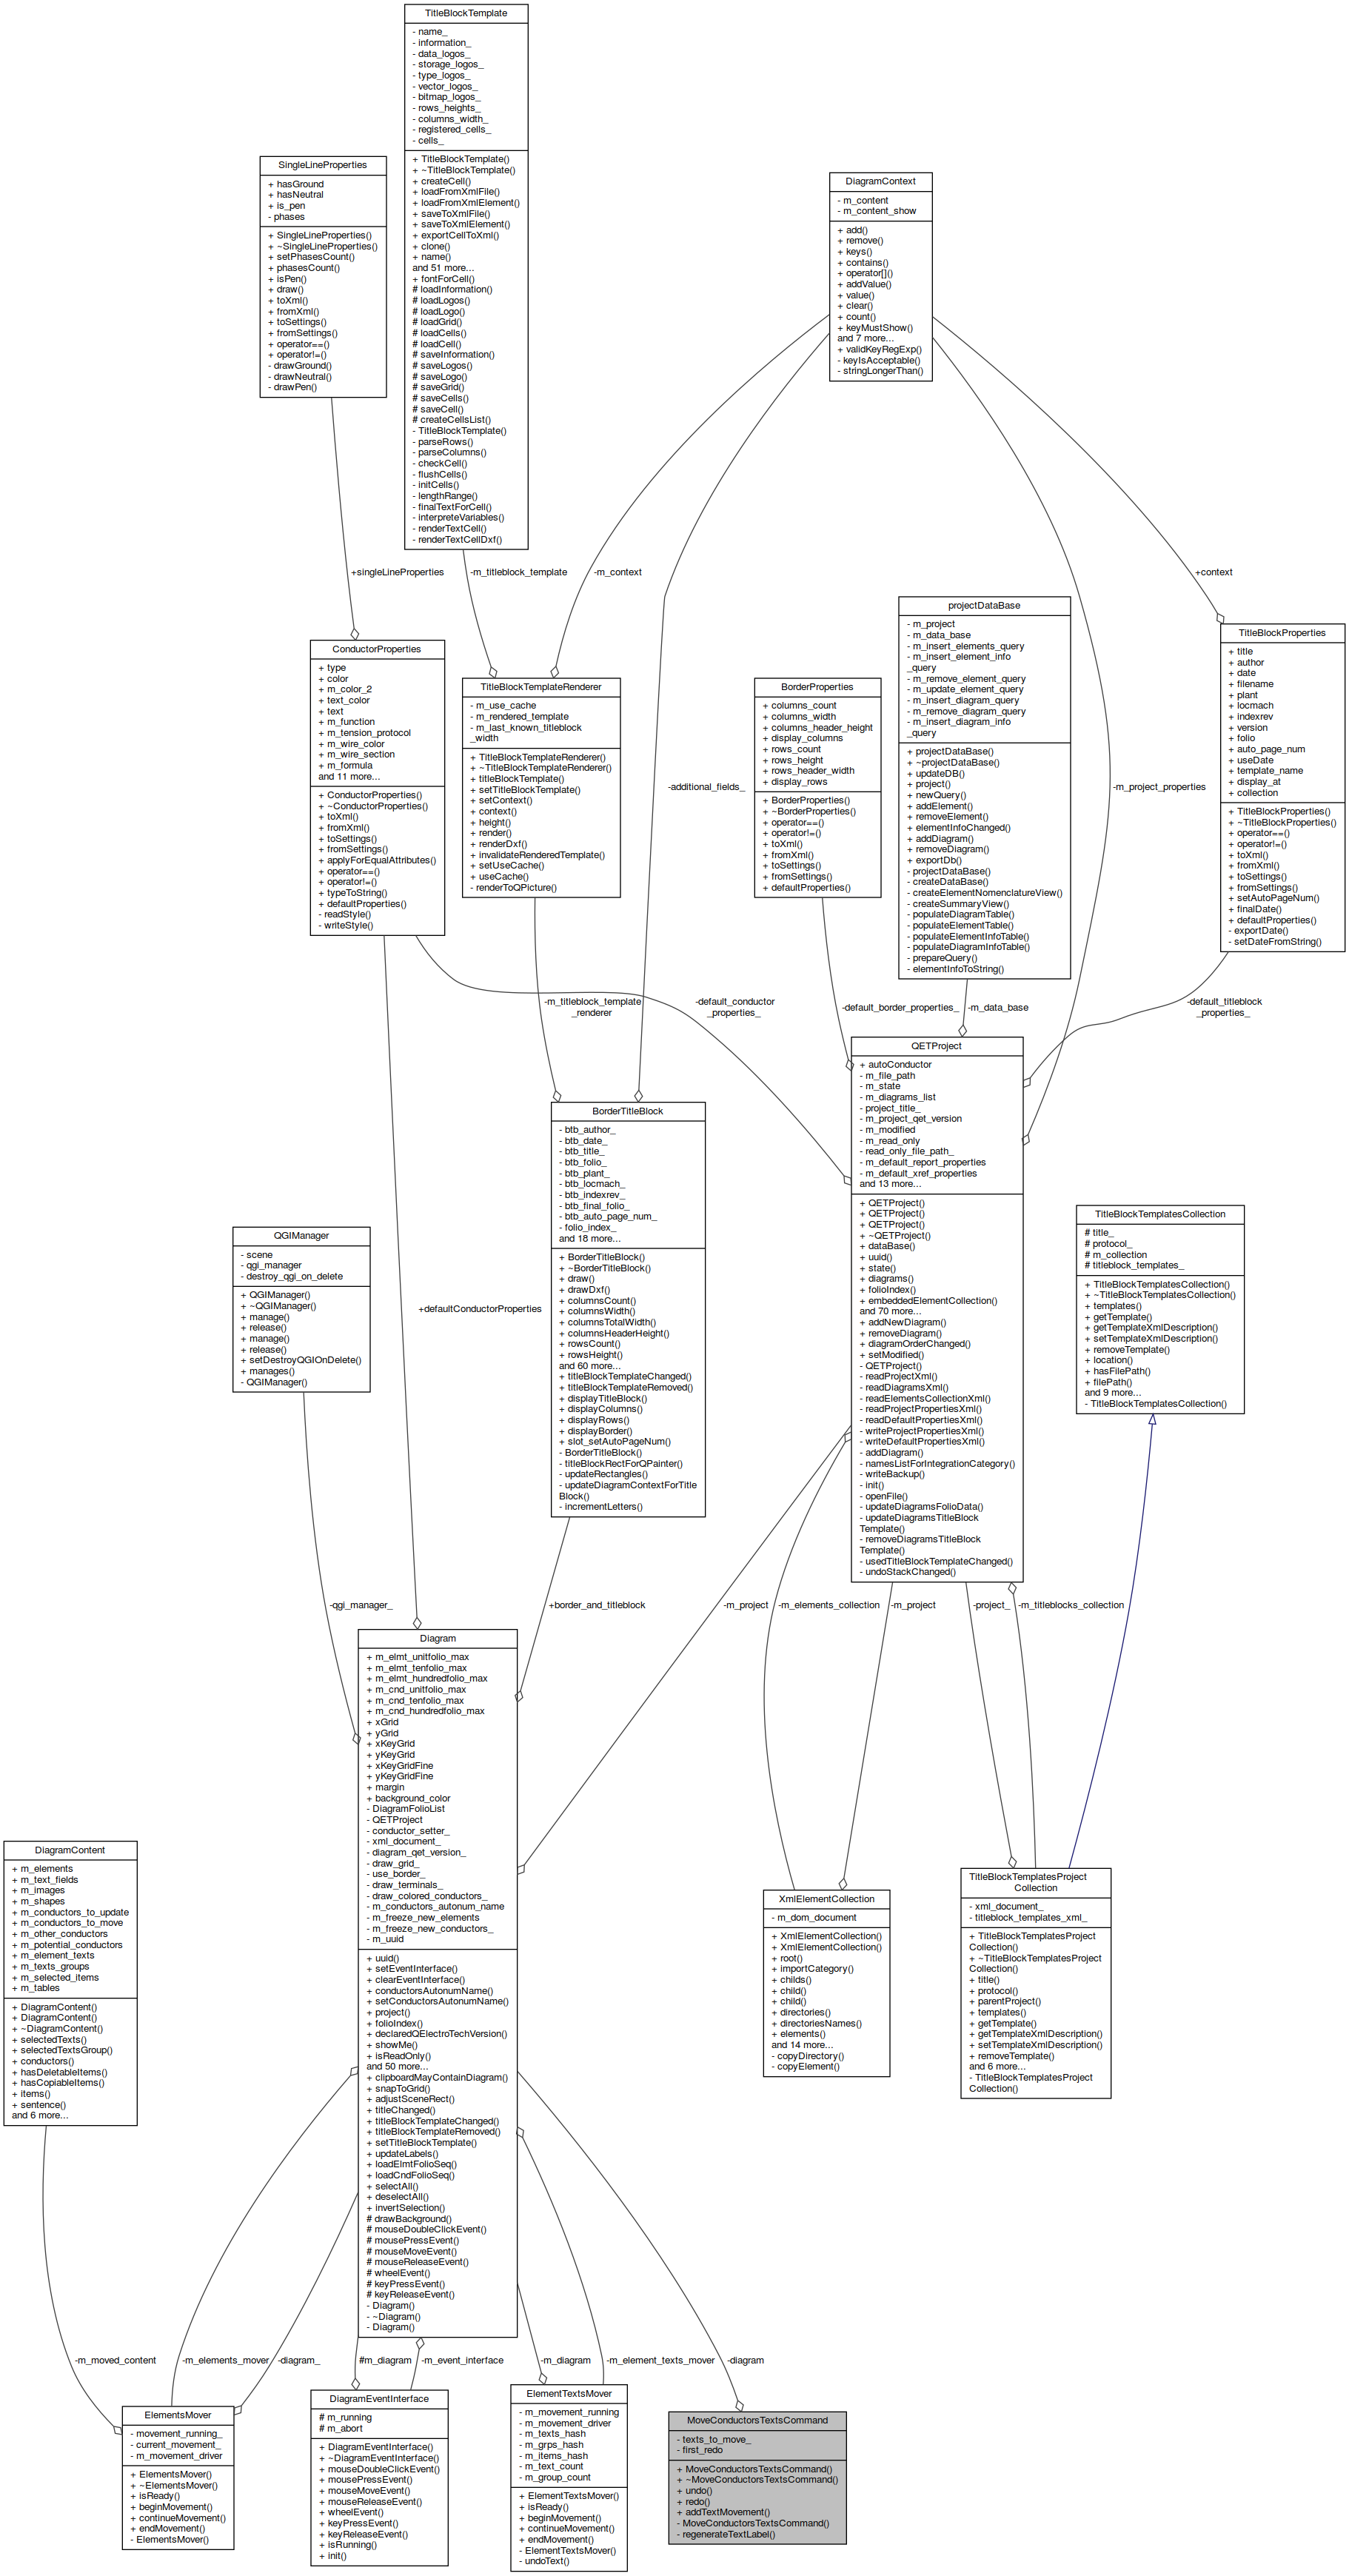 TitleBlockTemplate
- name_
- information_
- data_logos_
- storage_logos_
- type_logos_
- vector_logos_
- bitmap_logos_
- rows_heights_
- columns_width_
- registered_cells_
- cells_
+ TitleBlockTemplate()
+ ~TitleBlockTemplate()
+ createCell()
+ loadFromXmlFile()
+ loadFromXmlElement()
+ saveToXmlFile()
+ saveToXmlElement()
+ exportCellToXml()
+ clone()
+ name()
and 51 more...
+ fontForCell()
# loadInformation()
# loadLogos()
# loadLogo()
# loadGrid()
# loadCells()
# loadCell()
# saveInformation()
# saveLogos()
# saveLogo()
# saveGrid()
# saveCells()
# saveCell()
# createCellsList()
- TitleBlockTemplate()
- parseRows()
- parseColumns()
- checkCell()
- flushCells()
- initCells()
- lengthRange()
- finalTextForCell()
- interpreteVariables()
- renderTextCell()
- renderTextCellDxf()
SingleLineProperties
+ hasGround
+ hasNeutral
+ is_pen
- phases
+ SingleLineProperties()
+ ~SingleLineProperties()
+ setPhasesCount()
+ phasesCount()
+ isPen()
+ draw()
+ toXml()
+ fromXml()
+ toSettings()
+ fromSettings()
+ operator==()
+ operator!=()
- drawGround()
- drawNeutral()
- drawPen()
DiagramContext
- m_content
- m_content_show
+ add()
+ remove()
+ keys()
+ contains()
+ operator[]()
+ addValue()
+ value()
+ clear()
+ count()
+ keyMustShow()
and 7 more...
+ validKeyRegExp()
- keyIsAcceptable()
- stringLongerThan()
+singleLineProperties
-m_titleblock_template
-m_context
+context
projectDataBase
- m_project
- m_data_base
- m_insert_elements_query
- m_insert_element_info
_query
- m_remove_element_query
- m_update_element_query
- m_insert_diagram_query
- m_remove_diagram_query
- m_insert_diagram_info
_query
+ projectDataBase()
+ ~projectDataBase()
+ updateDB()
+ project()
+ newQuery()
+ addElement()
+ removeElement()
+ elementInfoChanged()
+ addDiagram()
+ removeDiagram()
+ exportDb()
- projectDataBase()
- createDataBase()
- createElementNomenclatureView()
- createSummaryView()
- populateDiagramTable()
- populateElementTable()
- populateElementInfoTable()
- populateDiagramInfoTable()
- prepareQuery()
- elementInfoToString()
TitleBlockProperties
+ title
+ author
+ date
+ filename
+ plant
+ locmach
+ indexrev
+ version
+ folio
+ auto_page_num
+ useDate
+ template_name
+ display_at
+ collection
+ TitleBlockProperties()
+ ~TitleBlockProperties()
+ operator==()
+ operator!=()
+ toXml()
+ fromXml()
+ toSettings()
+ fromSettings()
+ setAutoPageNum()
+ finalDate()
+ defaultProperties()
- exportDate()
- setDateFromString()
ConductorProperties
+ type
+ color
+ m_color_2
+ text_color
+ text
+ m_function
+ m_tension_protocol
+ m_wire_color
+ m_wire_section
+ m_formula
and 11 more...
+ ConductorProperties()
+ ~ConductorProperties()
+ toXml()
+ fromXml()
+ toSettings()
+ fromSettings()
+ applyForEqualAttributes()
+ operator==()
+ operator!=()
+ typeToString()
+ defaultProperties()
- readStyle()
- writeStyle()
TitleBlockTemplateRenderer
- m_use_cache
- m_rendered_template
- m_last_known_titleblock
_width
+ TitleBlockTemplateRenderer()
+ ~TitleBlockTemplateRenderer()
+ titleBlockTemplate()
+ setTitleBlockTemplate()
+ setContext()
+ context()
+ height()
+ render()
+ renderDxf()
+ invalidateRenderedTemplate()
+ setUseCache()
+ useCache()
- renderToQPicture()
BorderProperties
+ columns_count
+ columns_width
+ columns_header_height
+ display_columns
+ rows_count
+ rows_height
+ rows_header_width
+ display_rows
+ BorderProperties()
+ ~BorderProperties()
+ operator==()
+ operator!=()
+ toXml()
+ fromXml()
+ toSettings()
+ fromSettings()
+ defaultProperties()
-additional_fields_
-m_project_properties
-m_titleblock_template
_renderer
-default_conductor
_properties_
-default_border_properties_
-m_data_base
-default_titleblock
_properties_
QETProject
+ autoConductor
- m_file_path
- m_state
- m_diagrams_list
- project_title_
- m_project_qet_version
- m_modified
- m_read_only
- read_only_file_path_
- m_default_report_properties
- m_default_xref_properties
and 13 more...
+ QETProject()
+ QETProject()
+ QETProject()
+ ~QETProject()
+ dataBase()
+ uuid()
+ state()
+ diagrams()
+ folioIndex()
+ embeddedElementCollection()
and 70 more...
+ addNewDiagram()
+ removeDiagram()
+ diagramOrderChanged()
+ setModified()
- QETProject()
- readProjectXml()
- readDiagramsXml()
- readElementsCollectionXml()
- readProjectPropertiesXml()
- readDefaultPropertiesXml()
- writeProjectPropertiesXml()
- writeDefaultPropertiesXml()
- addDiagram()
- namesListForIntegrationCategory()
- writeBackup()
- init()
- openFile()
- updateDiagramsFolioData()
- updateDiagramsTitleBlock
Template()
- removeDiagramsTitleBlock
Template()
- usedTitleBlockTemplateChanged()
- undoStackChanged()
BorderTitleBlock
- btb_author_
- btb_date_
- btb_title_
- btb_folio_
- btb_plant_
- btb_locmach_
- btb_indexrev_
- btb_final_folio_
- btb_auto_page_num_
- folio_index_
and 18 more...
+ BorderTitleBlock()
+ ~BorderTitleBlock()
+ draw()
+ drawDxf()
+ columnsCount()
+ columnsWidth()
+ columnsTotalWidth()
+ columnsHeaderHeight()
+ rowsCount()
+ rowsHeight()
and 60 more...
+ titleBlockTemplateChanged()
+ titleBlockTemplateRemoved()
+ displayTitleBlock()
+ displayColumns()
+ displayRows()
+ displayBorder()
+ slot_setAutoPageNum()
- BorderTitleBlock()
- titleBlockRectForQPainter()
- updateRectangles()
- updateDiagramContextForTitle
Block()
- incrementLetters()
TitleBlockTemplatesCollection
# title_
# protocol_
# m_collection
# titleblock_templates_
+ TitleBlockTemplatesCollection()
+ ~TitleBlockTemplatesCollection()
+ templates()
+ getTemplate()
+ getTemplateXmlDescription()
+ setTemplateXmlDescription()
+ removeTemplate()
+ location()
+ hasFilePath()
+ filePath()
and 9 more...
- TitleBlockTemplatesCollection()
QGIManager
- scene
- qgi_manager
- destroy_qgi_on_delete
+ QGIManager()
+ ~QGIManager()
+ manage()
+ release()
+ manage()
+ release()
+ setDestroyQGIOnDelete()
+ manages()
- QGIManager()
+defaultConductorProperties
-qgi_manager_
+border_and_titleblock
-m_project
-m_elements_collection
-m_project
-project_
-m_titleblocks_collection
Diagram
+ m_elmt_unitfolio_max
+ m_elmt_tenfolio_max
+ m_elmt_hundredfolio_max
+ m_cnd_unitfolio_max
+ m_cnd_tenfolio_max
+ m_cnd_hundredfolio_max
+ xGrid
+ yGrid
+ xKeyGrid
+ yKeyGrid
+ xKeyGridFine
+ yKeyGridFine
+ margin
+ background_color
- DiagramFolioList
- QETProject
- conductor_setter_
- xml_document_
- diagram_qet_version_
- draw_grid_
- use_border_
- draw_terminals_
- draw_colored_conductors_
- m_conductors_autonum_name
- m_freeze_new_elements
- m_freeze_new_conductors_
- m_uuid
+ uuid()
+ setEventInterface()
+ clearEventInterface()
+ conductorsAutonumName()
+ setConductorsAutonumName()
+ project()
+ folioIndex()
+ declaredQElectroTechVersion()
+ showMe()
+ isReadOnly()
and 50 more...
+ clipboardMayContainDiagram()
+ snapToGrid()
+ adjustSceneRect()
+ titleChanged()
+ titleBlockTemplateChanged()
+ titleBlockTemplateRemoved()
+ setTitleBlockTemplate()
+ updateLabels()
+ loadElmtFolioSeq()
+ loadCndFolioSeq()
+ selectAll()
+ deselectAll()
+ invertSelection()
# drawBackground()
# mouseDoubleClickEvent()
# mousePressEvent()
# mouseMoveEvent()
# mouseReleaseEvent()
# wheelEvent()
# keyPressEvent()
# keyReleaseEvent()
- Diagram()
- ~Diagram()
- Diagram()
DiagramContent
+ m_elements
+ m_text_fields
+ m_images
+ m_shapes
+ m_conductors_to_update
+ m_conductors_to_move
+ m_other_conductors
+ m_potential_conductors
+ m_element_texts
+ m_texts_groups
+ m_selected_items
+ m_tables
+ DiagramContent()
+ DiagramContent()
+ ~DiagramContent()
+ selectedTexts()
+ selectedTextsGroup()
+ conductors()
+ hasDeletableItems()
+ hasCopiableItems()
+ items()
+ sentence()
and 6 more...
XmlElementCollection
- m_dom_document
+ XmlElementCollection()
+ XmlElementCollection()
+ root()
+ importCategory()
+ childs()
+ child()
+ child()
+ directories()
+ directoriesNames()
+ elements()
and 14 more...
- copyDirectory()
- copyElement()
TitleBlockTemplatesProject
Collection
- xml_document_
- titleblock_templates_xml_
+ TitleBlockTemplatesProject
Collection()
+ ~TitleBlockTemplatesProject
Collection()
+ title()
+ protocol()
+ parentProject()
+ templates()
+ getTemplate()
+ getTemplateXmlDescription()
+ setTemplateXmlDescription()
+ removeTemplate()
and 6 more...
- TitleBlockTemplatesProject
Collection()
-m_moved_content
-m_elements_mover
-diagram_
#m_diagram
-m_event_interface
-m_diagram
-m_element_texts_mover
-diagram
ElementsMover
- movement_running_
- current_movement_
- m_movement_driver
+ ElementsMover()
+ ~ElementsMover()
+ isReady()
+ beginMovement()
+ continueMovement()
+ endMovement()
- ElementsMover()
DiagramEventInterface
# m_running
# m_abort
+ DiagramEventInterface()
+ ~DiagramEventInterface()
+ mouseDoubleClickEvent()
+ mousePressEvent()
+ mouseMoveEvent()
+ mouseReleaseEvent()
+ wheelEvent()
+ keyPressEvent()
+ keyReleaseEvent()
+ isRunning()
+ init()
ElementTextsMover
- m_movement_running
- m_movement_driver
- m_texts_hash
- m_grps_hash
- m_items_hash
- m_text_count
- m_group_count
+ ElementTextsMover()
+ isReady()
+ beginMovement()
+ continueMovement()
+ endMovement()
- ElementTextsMover()
- undoText()
MoveConductorsTextsCommand
- texts_to_move_
- first_redo
+ MoveConductorsTextsCommand()
+ ~MoveConductorsTextsCommand()
+ undo()
+ redo()
+ addTextMovement()
- MoveConductorsTextsCommand()
- regenerateTextLabel()